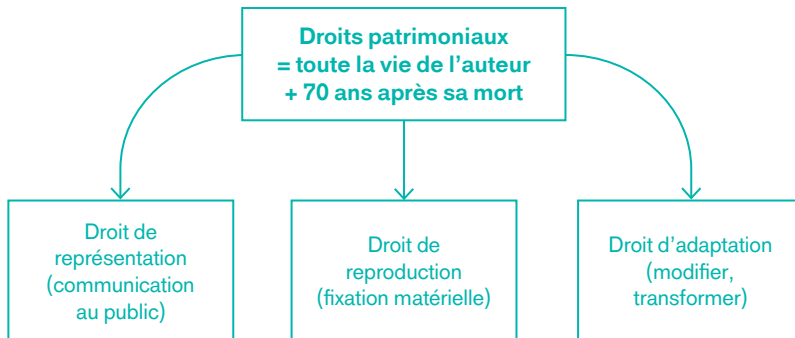 Droits patrimoniaux
= toute la vie de l’auteur
+ 70 ans après sa mort
Droit de
représentation
(communication
au public)
Droit de
reproduction
(fixation matérielle)
Droit d’adaptation
(modifier,
transformer)